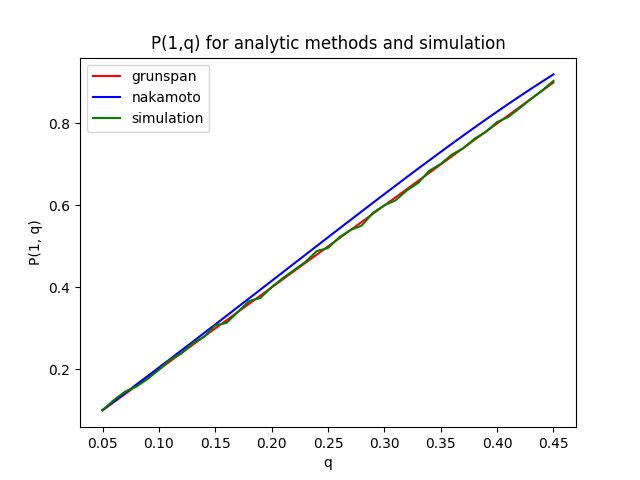 P(1,q) for analytic methods and simulation
grunspan
nakamoto
simulation
P(1, q)
0.8
0.6
0.4
0.2
0.05 0.10 0.15 0.20 0.25 0.30 0.35 0.40 0.45
q